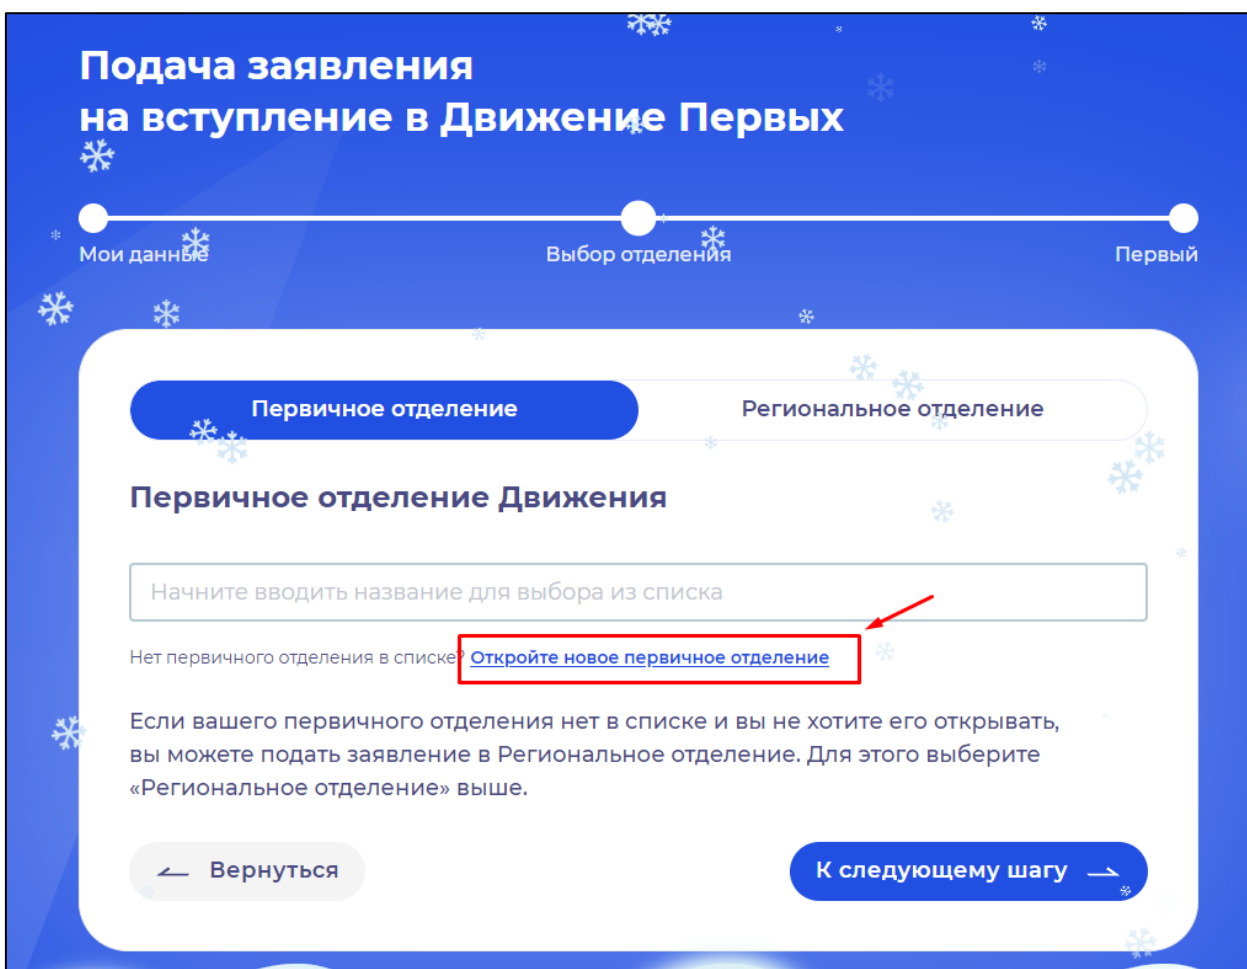 Подача заявления
на вступление в Движение Первых
Мои данные
Выбор отделения
Первый
Первичное отделение
Региональное отделение
Первичное отделение Движения
Начните вводить название для выбора из списка
Нет первичного отделения в списке? Откройте новое первичное отделение
Если вашего первичного отделения нет в списке и вы не хотите его открывать,
вы можете подать заявление в Региональное отделение. Для этого выберите
«Региональное отделение» выше.
Вернуться
К следующему шагу